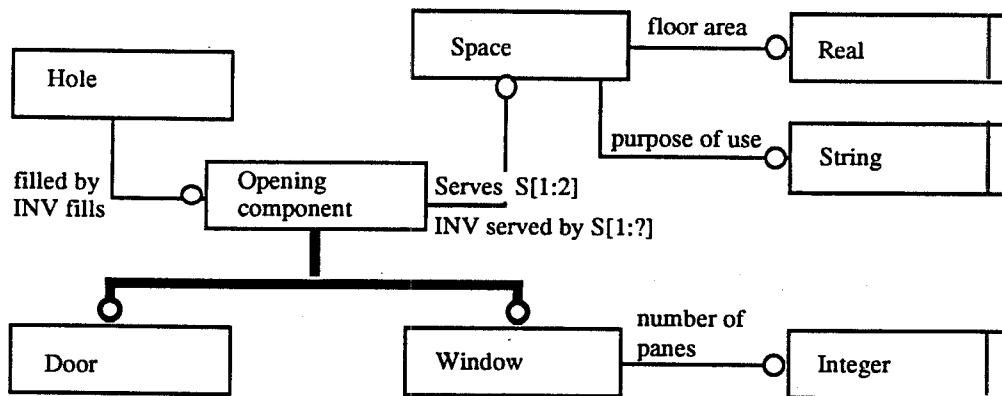 floor area
Space
Real
Hole
purpose of use
String
filled by
INV fills
Opening
component
Serves S[1:2]
INV served by S[1:?]
number of
panes
Door
Window
Integer